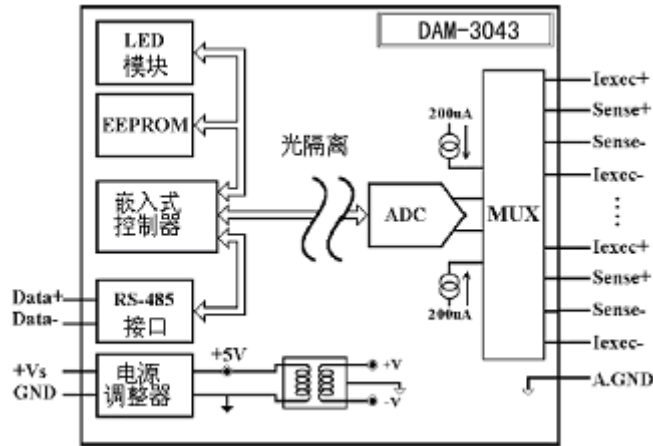 DAM-3043
LED
模块
EEPROM
嵌入式
控制器
RS-485
接口
电源
调整器
Data+
Data-
+Vs
GND
+5V
+V
-V
光隔离
ADC
MUX
200uA
200uA
Iexec+
Sense+
Sense-
Iexec-
Iexec+
Sense+
Sense-
Iexec-
A.GND